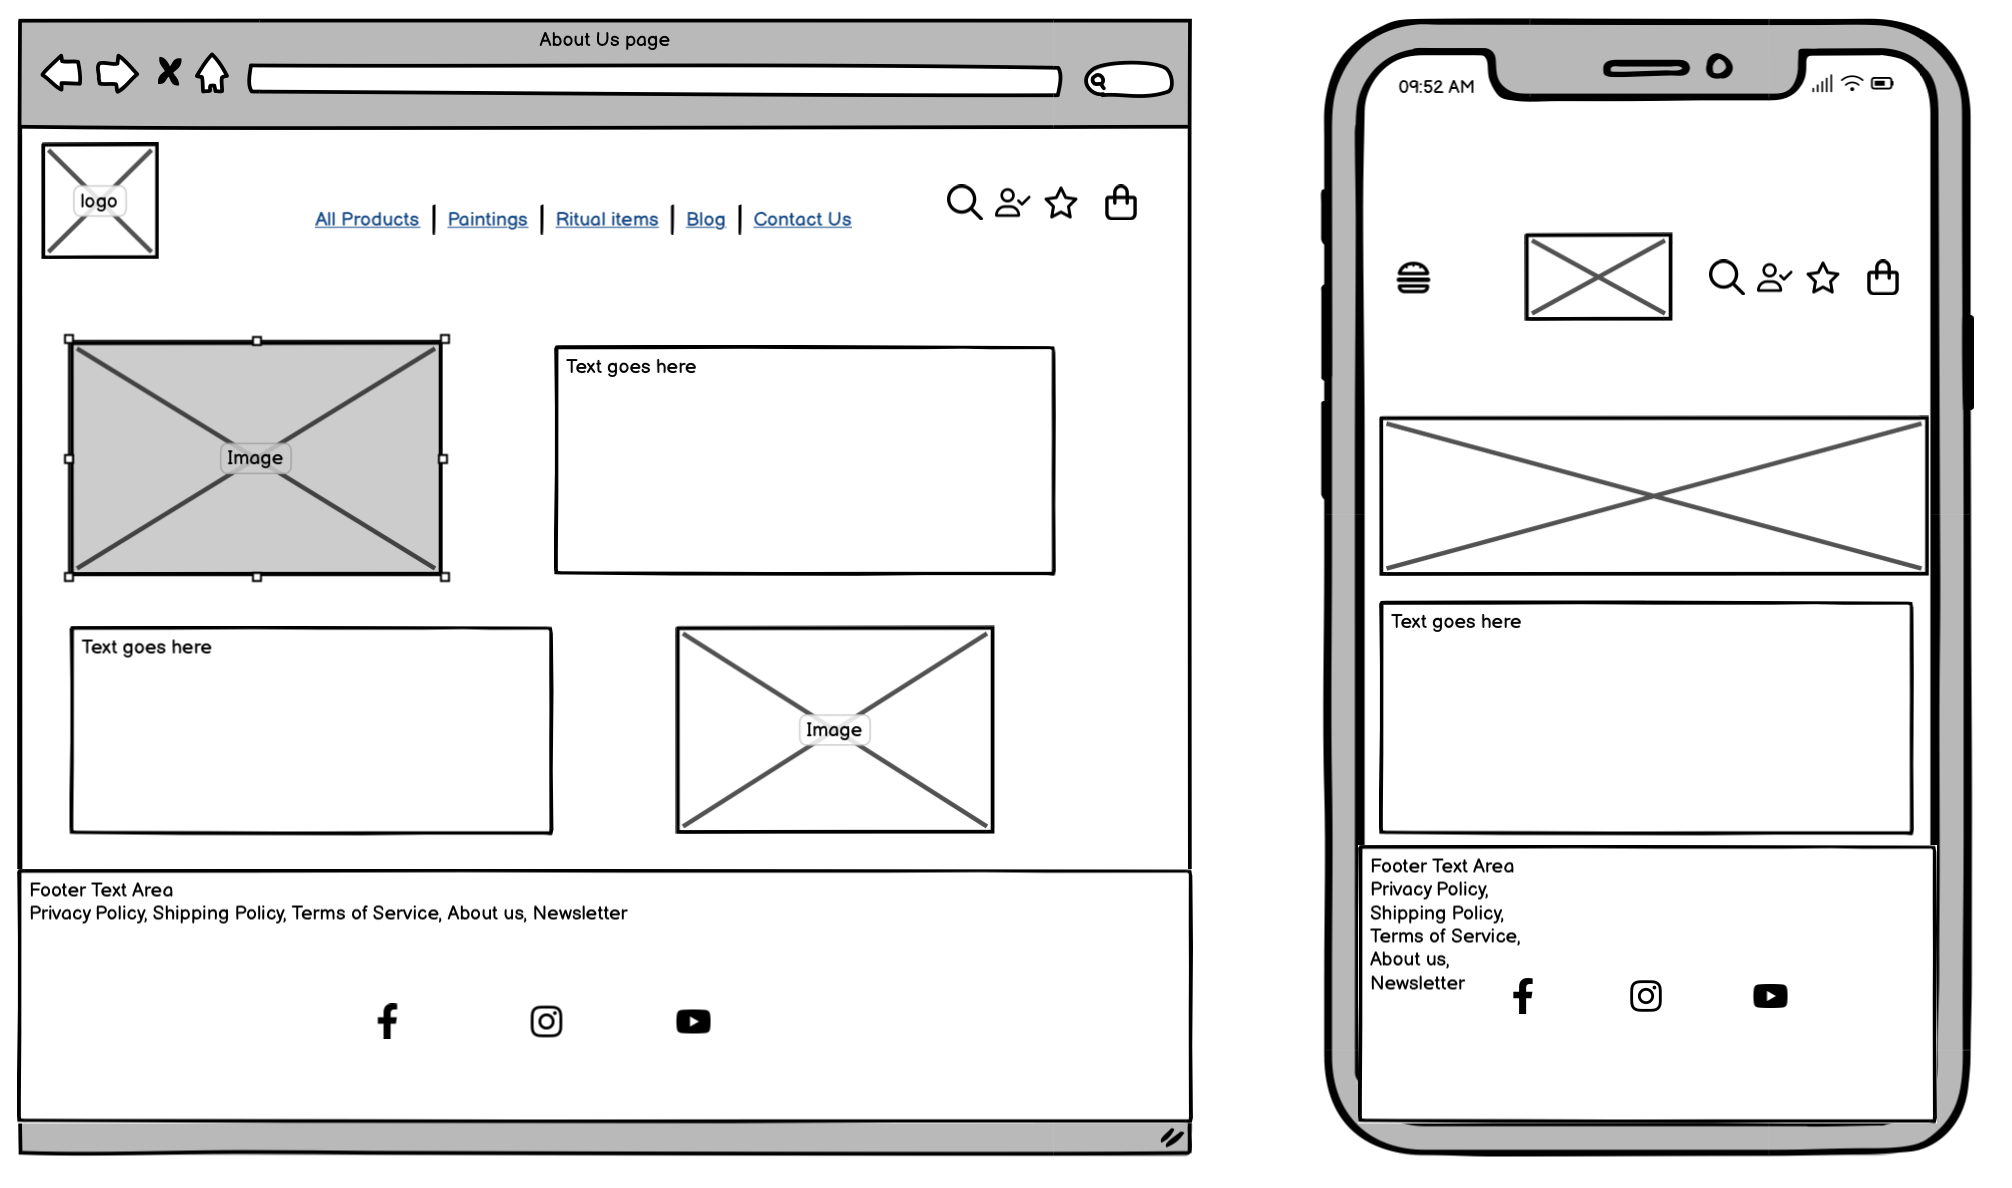 About Us page
logo
All Products | Paintings | Ritual items | Blog | Contact Us
Image
Text goes here
Text goes here
Image
Footer Text Area
Privacy Policy, Shipping Policy, Terms of Service, About us, Newsletter
09:52 AM
Text goes here
Footer Text Area
Privacy Policy,
Shipping Policy,
Terms of Service,
About us,
Newsletter